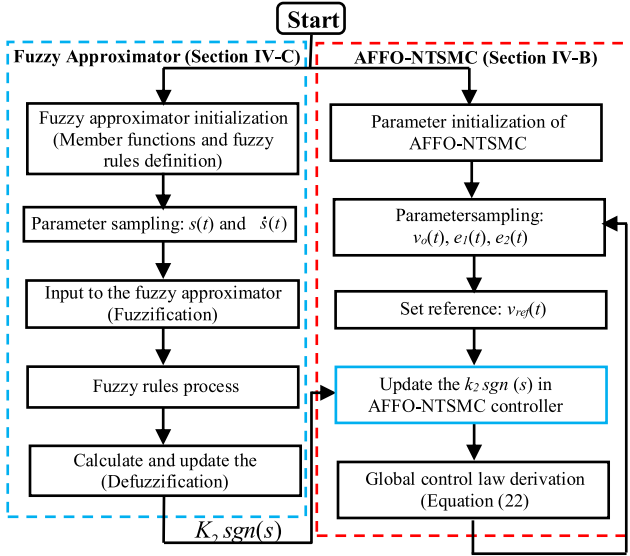 Start
Fuzzy Approximator (Section IV-C)
Fuzzy approximator initialization
(Member functions and fuzzy
rules definition)
Parameter sampling: s(t) and ṡ(t)
Input to the fuzzy approximator
(Fuzzification)
Fuzzy rules process
Calculate and update the
(Defuzzification)
K₂ sgn(s)
AFFO-NTSMC (Section IV-B)
Parameter initialization of
AFFO-NTSMC
Parametersampling:
vₒ(t), e₁(t), e₂(t)
Set reference: v_ref(t)
Update the k₂ sgn (s) in
AFFO-NTSMC controller
Global control law derivation
(Equation (22)